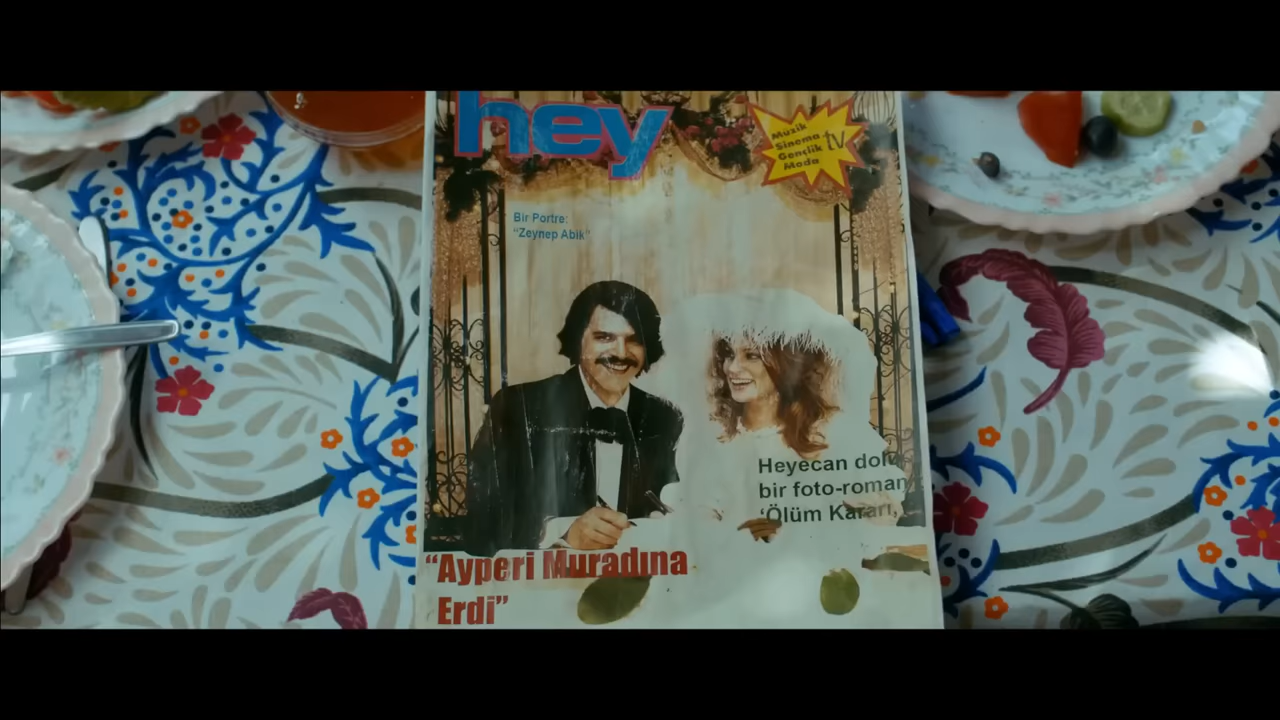 hey
Müzik
Sinema
Gençlik
Moda
tv
Bir Portre:
"Zeynep Abik"
Heyecan dolu
bir foto-roman
'Ölüm Kararı,
"Ayperi Muradına
Erdi"